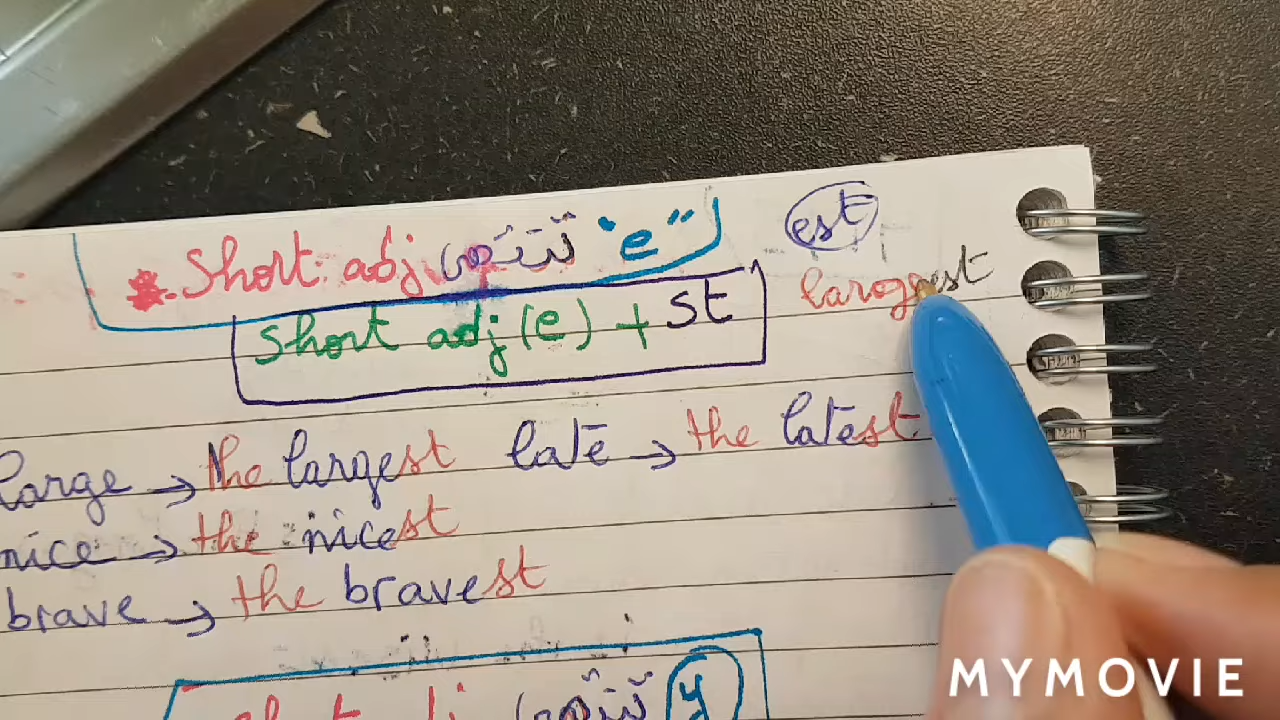 * Short adj تنتهي "e"
est
Short adj (e) + st
largest
large → the largest late → the latest
nice → the nicest
brave → the bravest
y
MYMOVIE